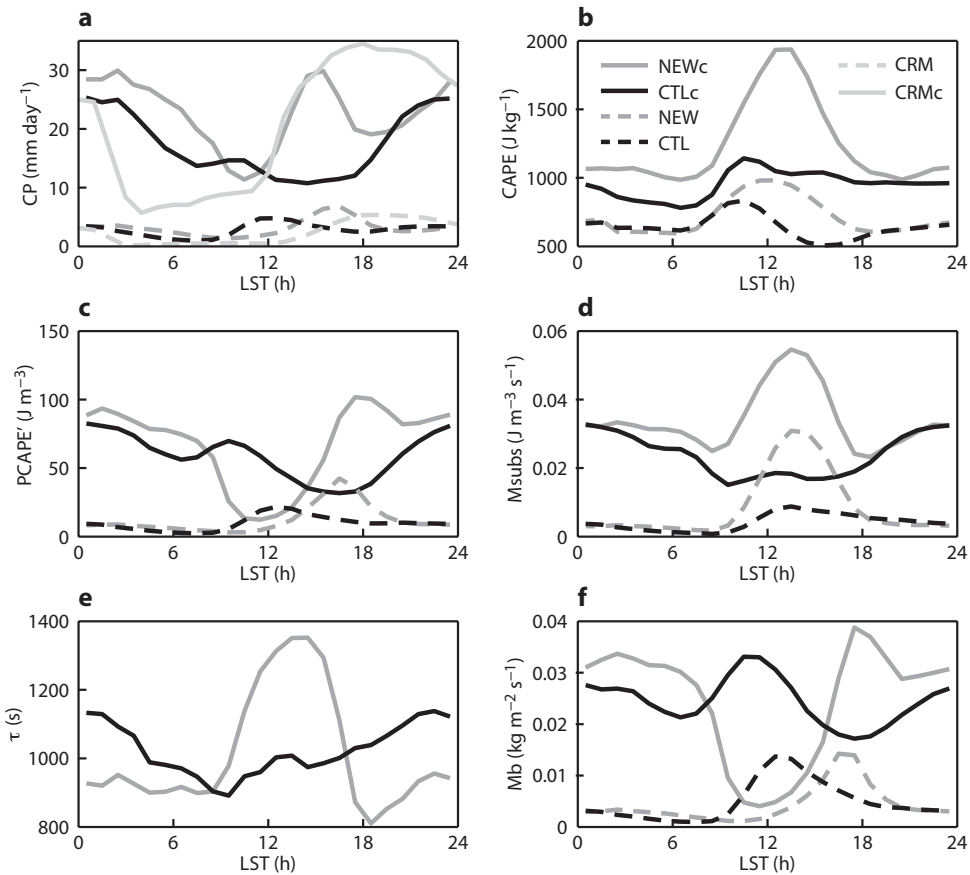 a
CP (mm day−1)
30
20
10
0
0 6 12 18 24
LST (h)
b
CAPE (J kg−1)
2000
1500
1000
500
NEWc
CTLc
NEW
CTL
CRM
CRMc
0 6 12 18 24
LST (h)
c
PCAPE′ (J m−3)
150
100
50
0
0 6 12 18 24
LST (h)
d
Msubs (J m−3 s−1)
0.06
0.04
0.02
0
0 6 12 18 24
LST (h)
e
τ (s)
1400
1200
1000
800
0 6 12 18 24
LST (h)
f
Mb (kg m−2 s−1)
0.04
0.03
0.02
0.01
0
0 6 12 18 24
LST (h)